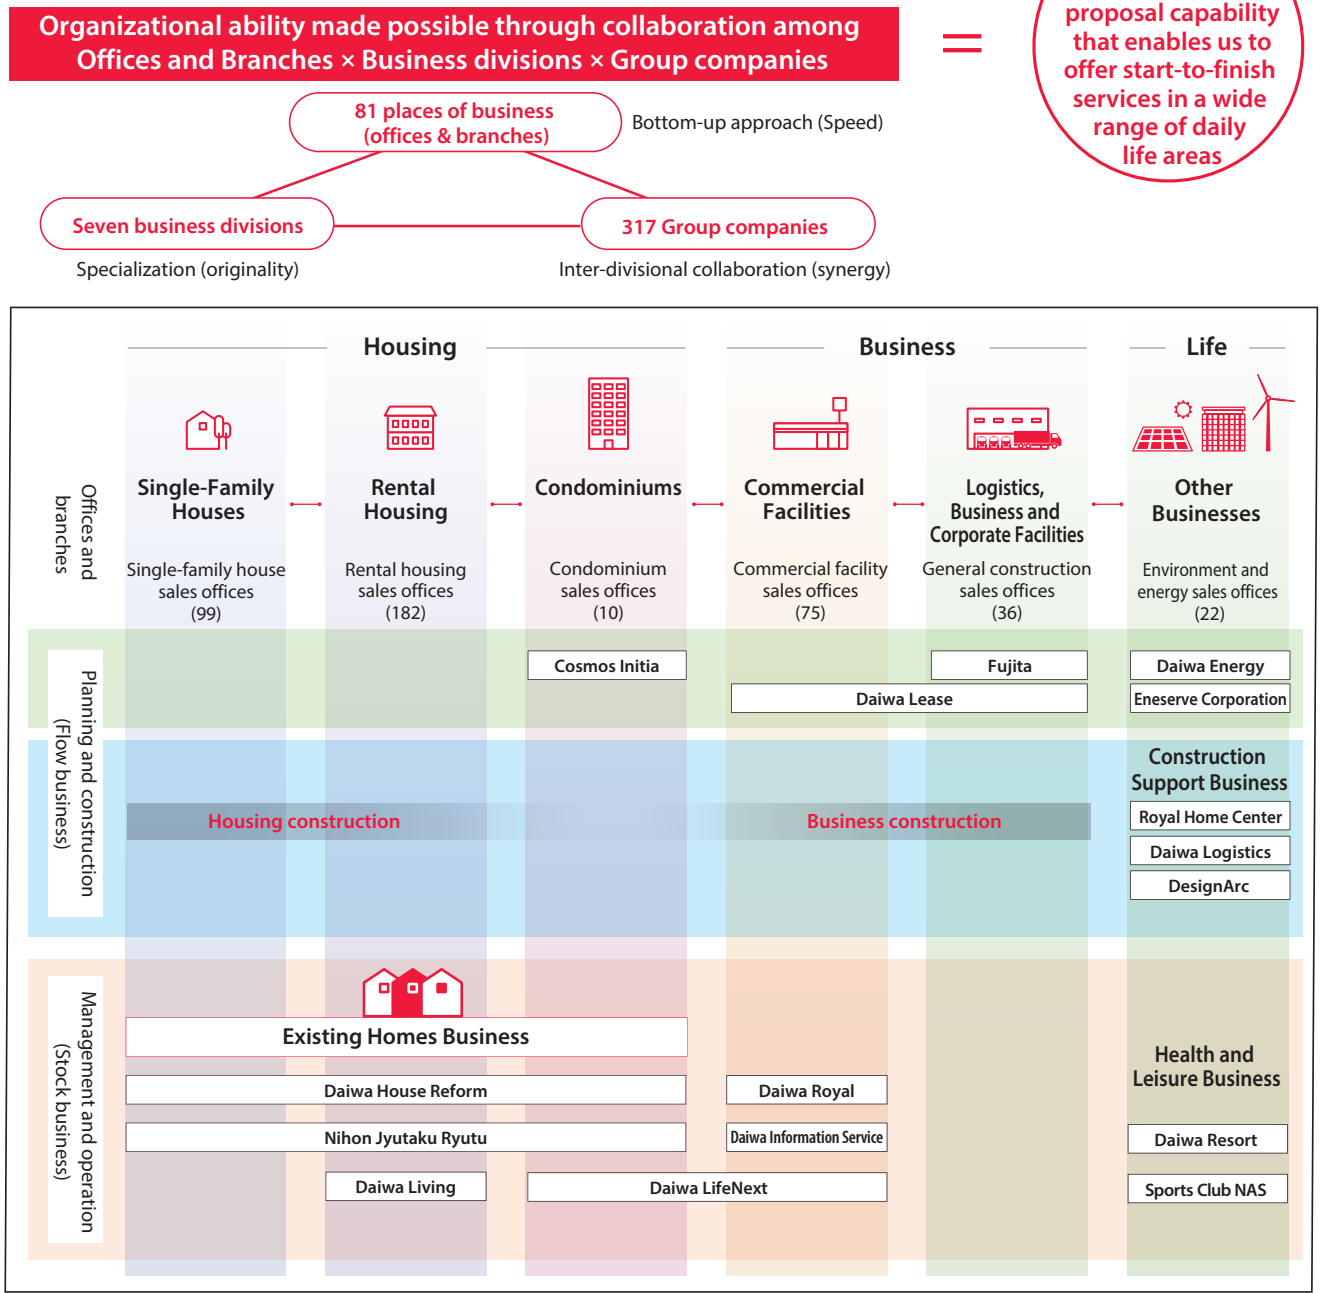 Organizational ability made possible through collaboration among
Offices and Branches × Business divisions × Group companies
=
proposal capability
that enables us to
offer start-to-finish
services in a wide
range of daily
life areas
81 places of business
(offices & branches)
Bottom-up approach (Speed)
Seven business divisions
317 Group companies
Specialization (originality)
Inter-divisional collaboration (synergy)
Housing
Business
Life
Offices and
branches
Single-Family
Houses
Rental
Housing
Condominiums
Commercial
Facilities
Logistics,
Business and
Corporate Facilities
Other
Businesses
Single-family house
sales offices
(99)
Rental housing
sales offices
(182)
Condominium
sales offices
(10)
Commercial facility
sales offices
(75)
General construction
sales offices
(36)
Environment and
energy sales offices
(22)
Planning and construction
(Flow business)
Cosmos Initia
Fujita
Daiwa Energy
Daiwa Lease
Eneserve Corporation
Construction
Support Business
Housing construction
Business construction
Royal Home Center
Daiwa Logistics
DesignArc
Management and operation
(Stock business)
Existing Homes Business
Health and
Leisure Business
Daiwa House Reform
Daiwa Royal
Nihon Jyutaku Ryutu
Daiwa Information Service
Daiwa Resort
Daiwa Living
Daiwa LifeNext
Sports Club NAS